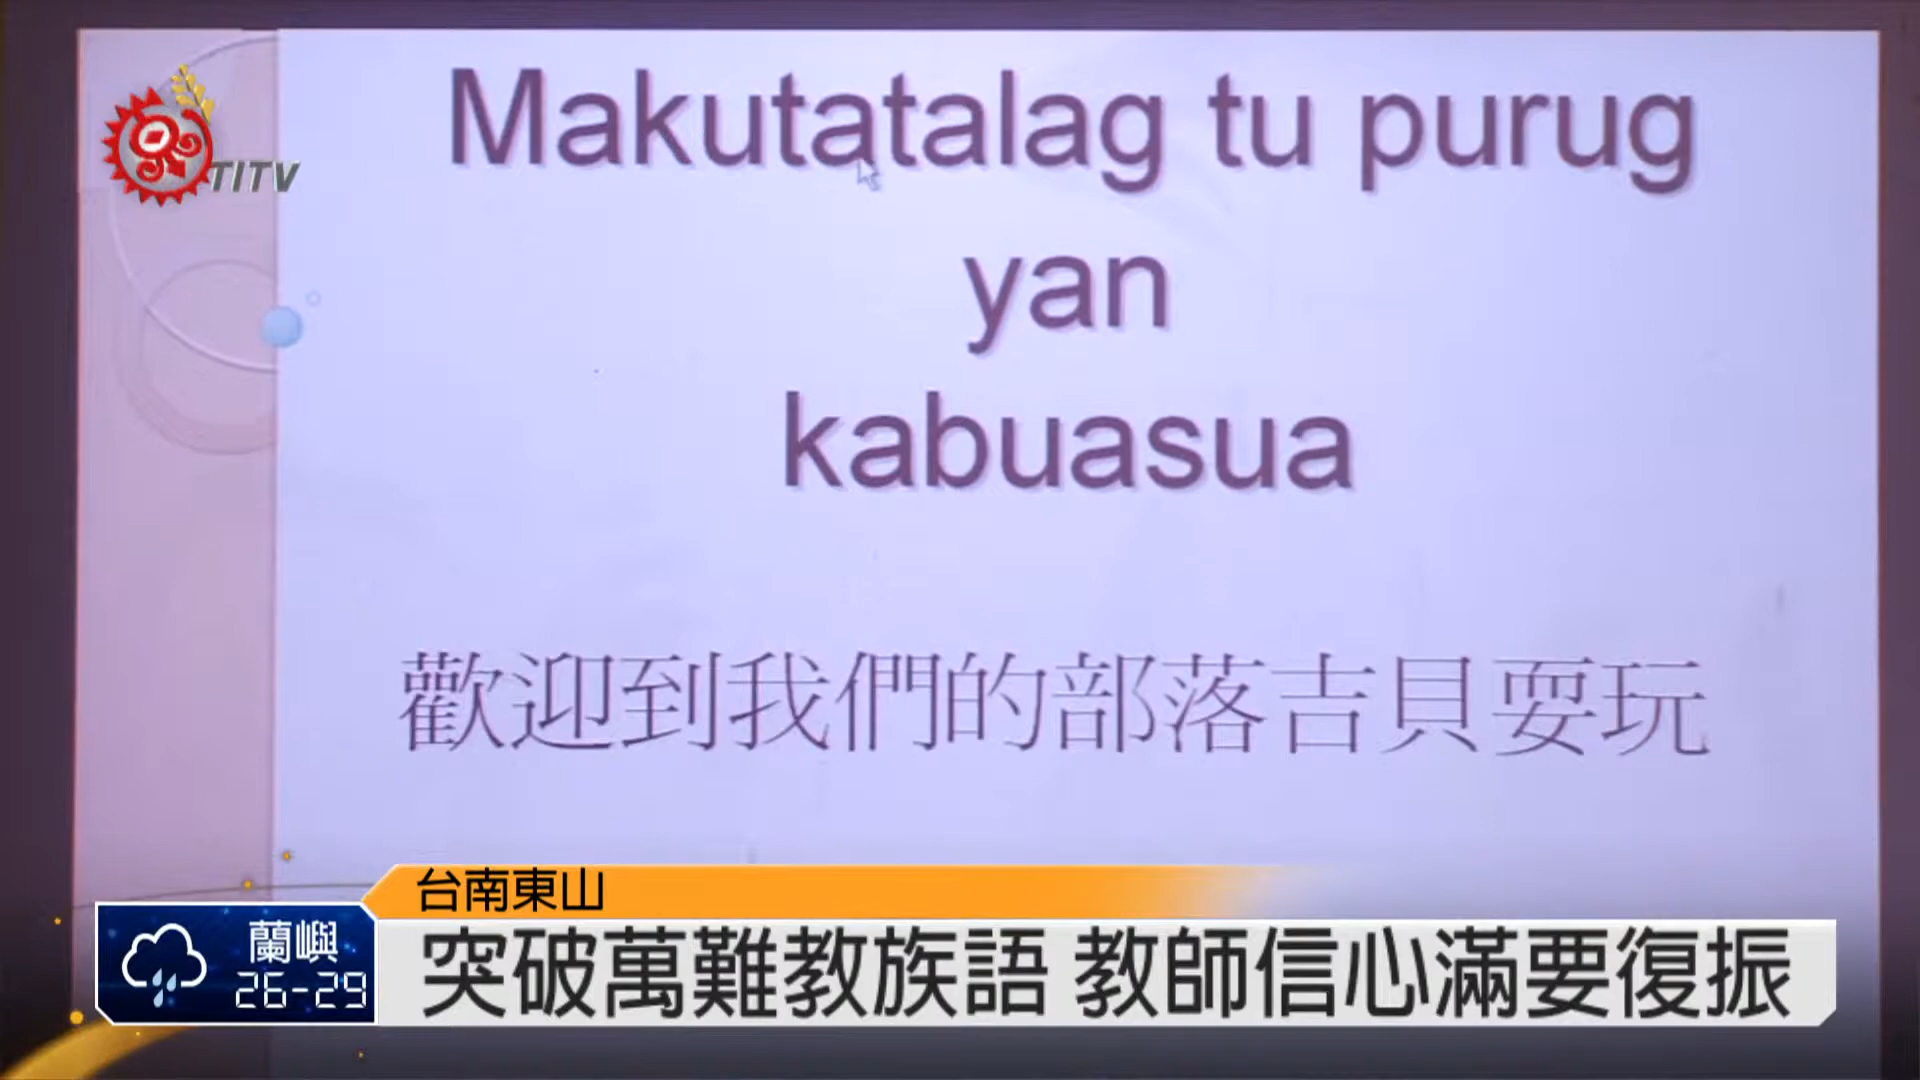 Makutatalag tu purug
yan
kabuasua
歡迎到我們的部落吉貝耍玩
TITV
台南東山
蘭嶼
26-29
突破萬難教族語 教師信心滿要復振